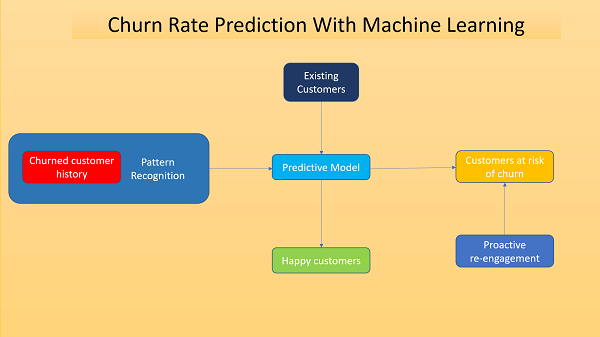 Churn Rate Prediction With Machine Learning
Existing
Customers
Churned customer
history
Pattern
Recognition
Predictive Model
Customers at risk
of churn
Happy customers
Proactive
re-engagement